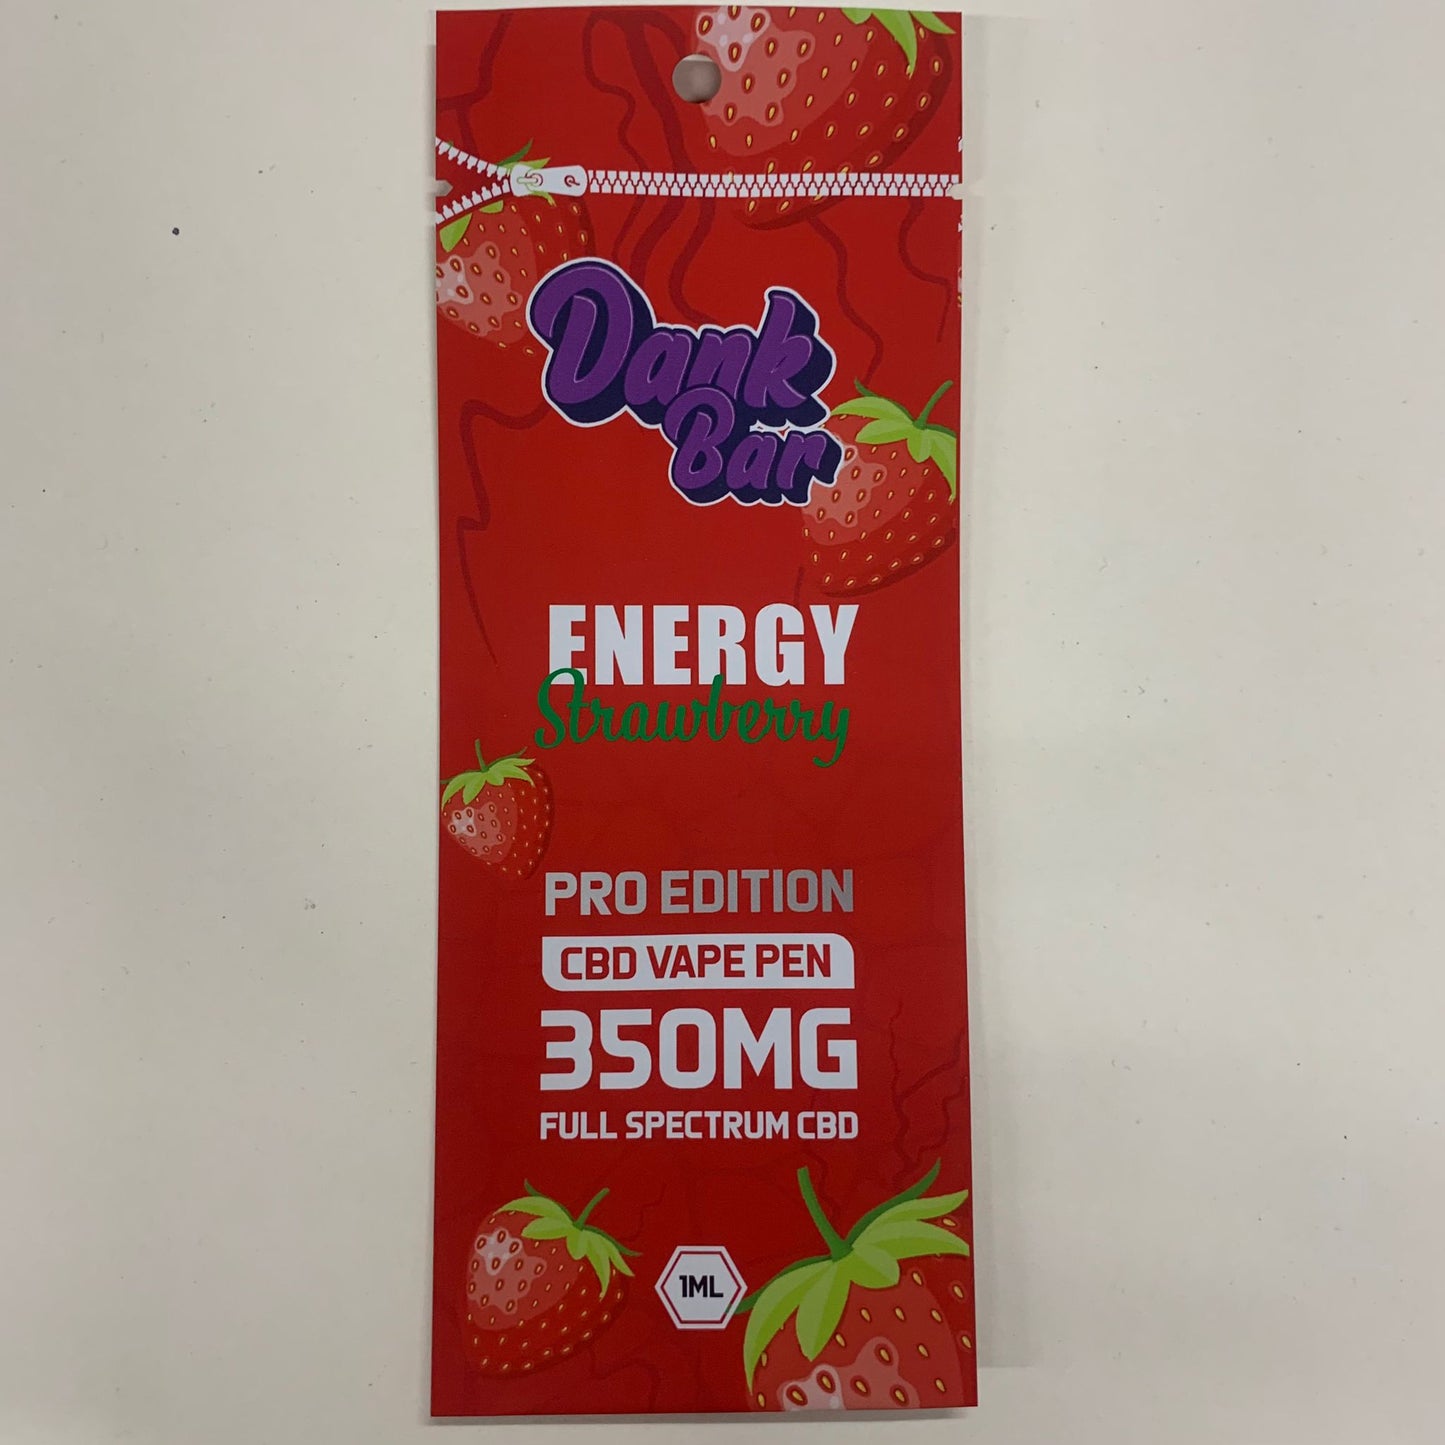 Dank
Bar
ENERGY
Strawberry
PRO EDITION
CBD VAPE PEN
350MG
FULL SPECTRUM CBD
1ML